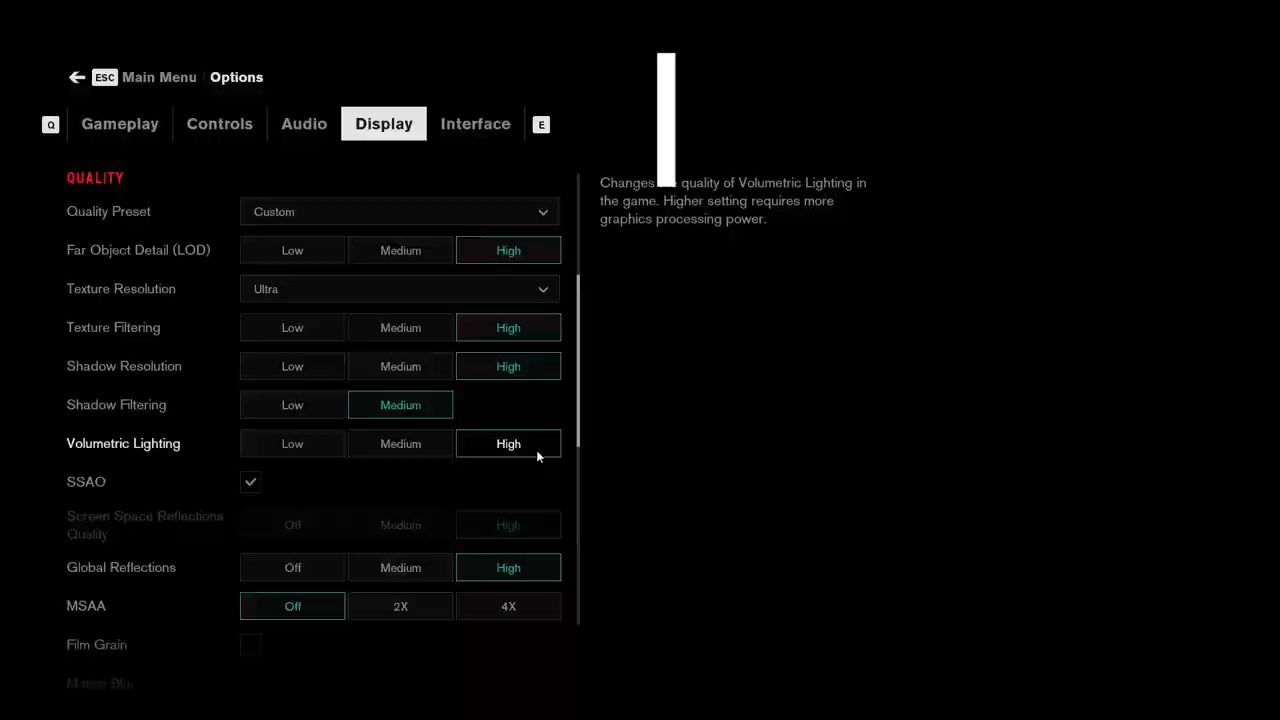 ESC Main Menu Options
Q Gameplay Controls Audio Display Interface E
QUALITY
Quality Preset Custom
Far Object Detail (LOD) Low Medium High
Texture Resolution Ultra
Texture Filtering Low Medium High
Shadow Resolution Low Medium High
Shadow Filtering Low Medium
Volumetric Lighting Low Medium High
SSAO
Screen Space Reflections
Quality Off Medium High
Global Reflections Off Medium High
MSAA Off 2X 4X
Film Grain
Motion Blur
Changes quality of Volumetric Lighting in
the game. Higher setting requires more
graphics processing power.